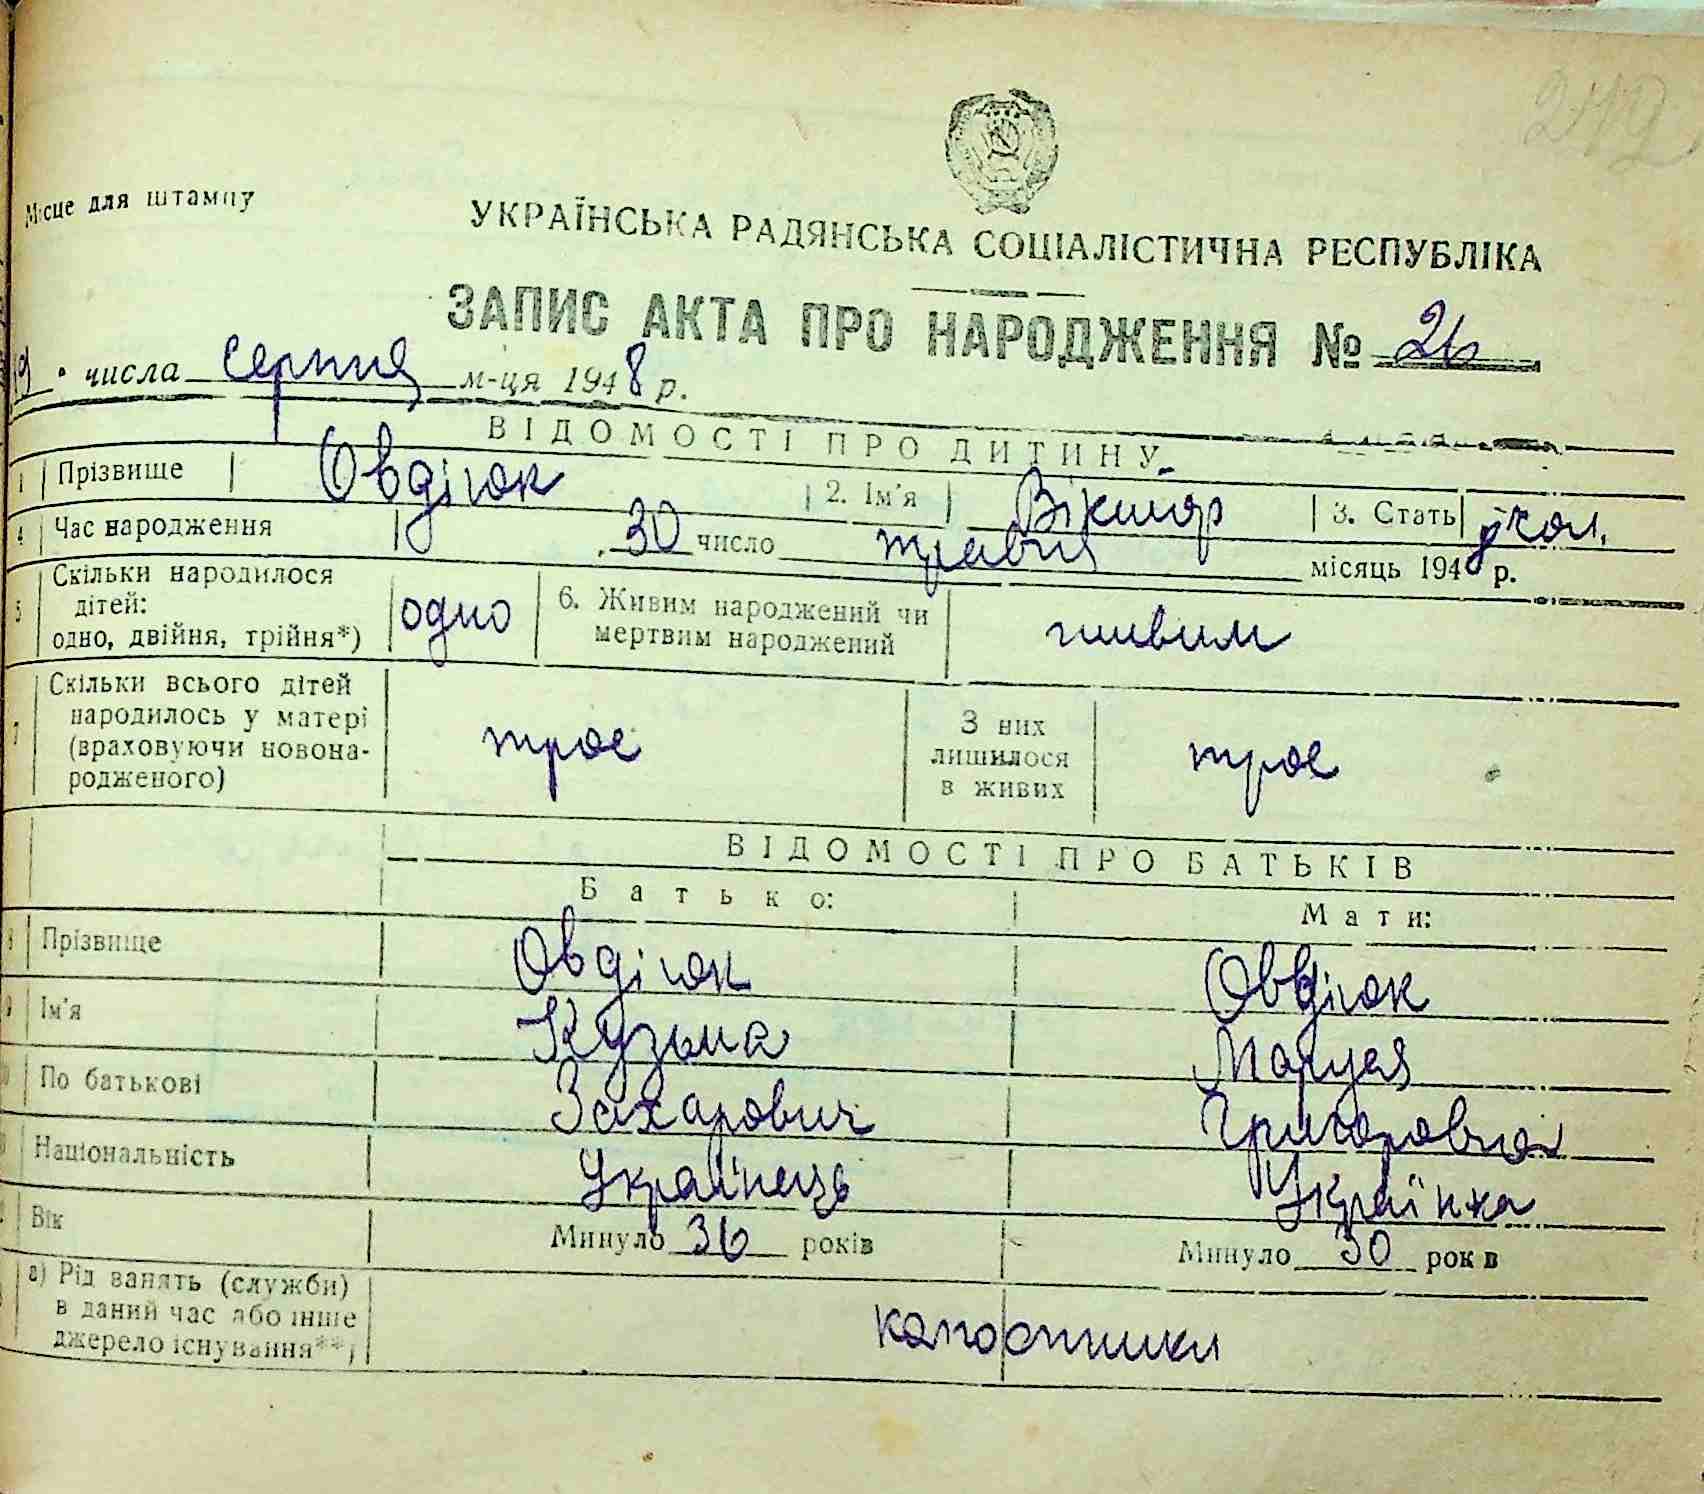 212
Місце для штампу
УКРАЇНСЬКА РАДЯНСЬКА СОЦІАЛІСТИЧНА РЕСПУБЛІКА
ЗАПИС АКТА ПРО НАРОДЖЕННЯ № 26
19 числа серпня м-ця 1948 р.
ВІДОМОСТІ ПРО ДИТИНУ
1 Прізвище Овдіюк 2. Ім'я Віктор 3. Стать чол.
4 Час народження 30 число травня місяць 1948 р.
5 Скільки народилося дітей: одно, двійня, трійня*) одно 6. Живим народжений чи мертвим народжений живим
7 Скільки всього дітей народилось у матері (враховуючи новонародженого) троє З них лишилося в живих троє
ВІДОМОСТІ ПРО БАТЬКІВ
Батько: Мати:
8 Прізвище Овдіюк Овдіюк
9 Ім'я Кузьма Маруся
По батькові Захарович Григоровна
Національність Українець Українка
Вік Минуло 36 років Минуло 30 років
а) Рід занять (служби) в даний час або інше джерело існування**) колгоспники